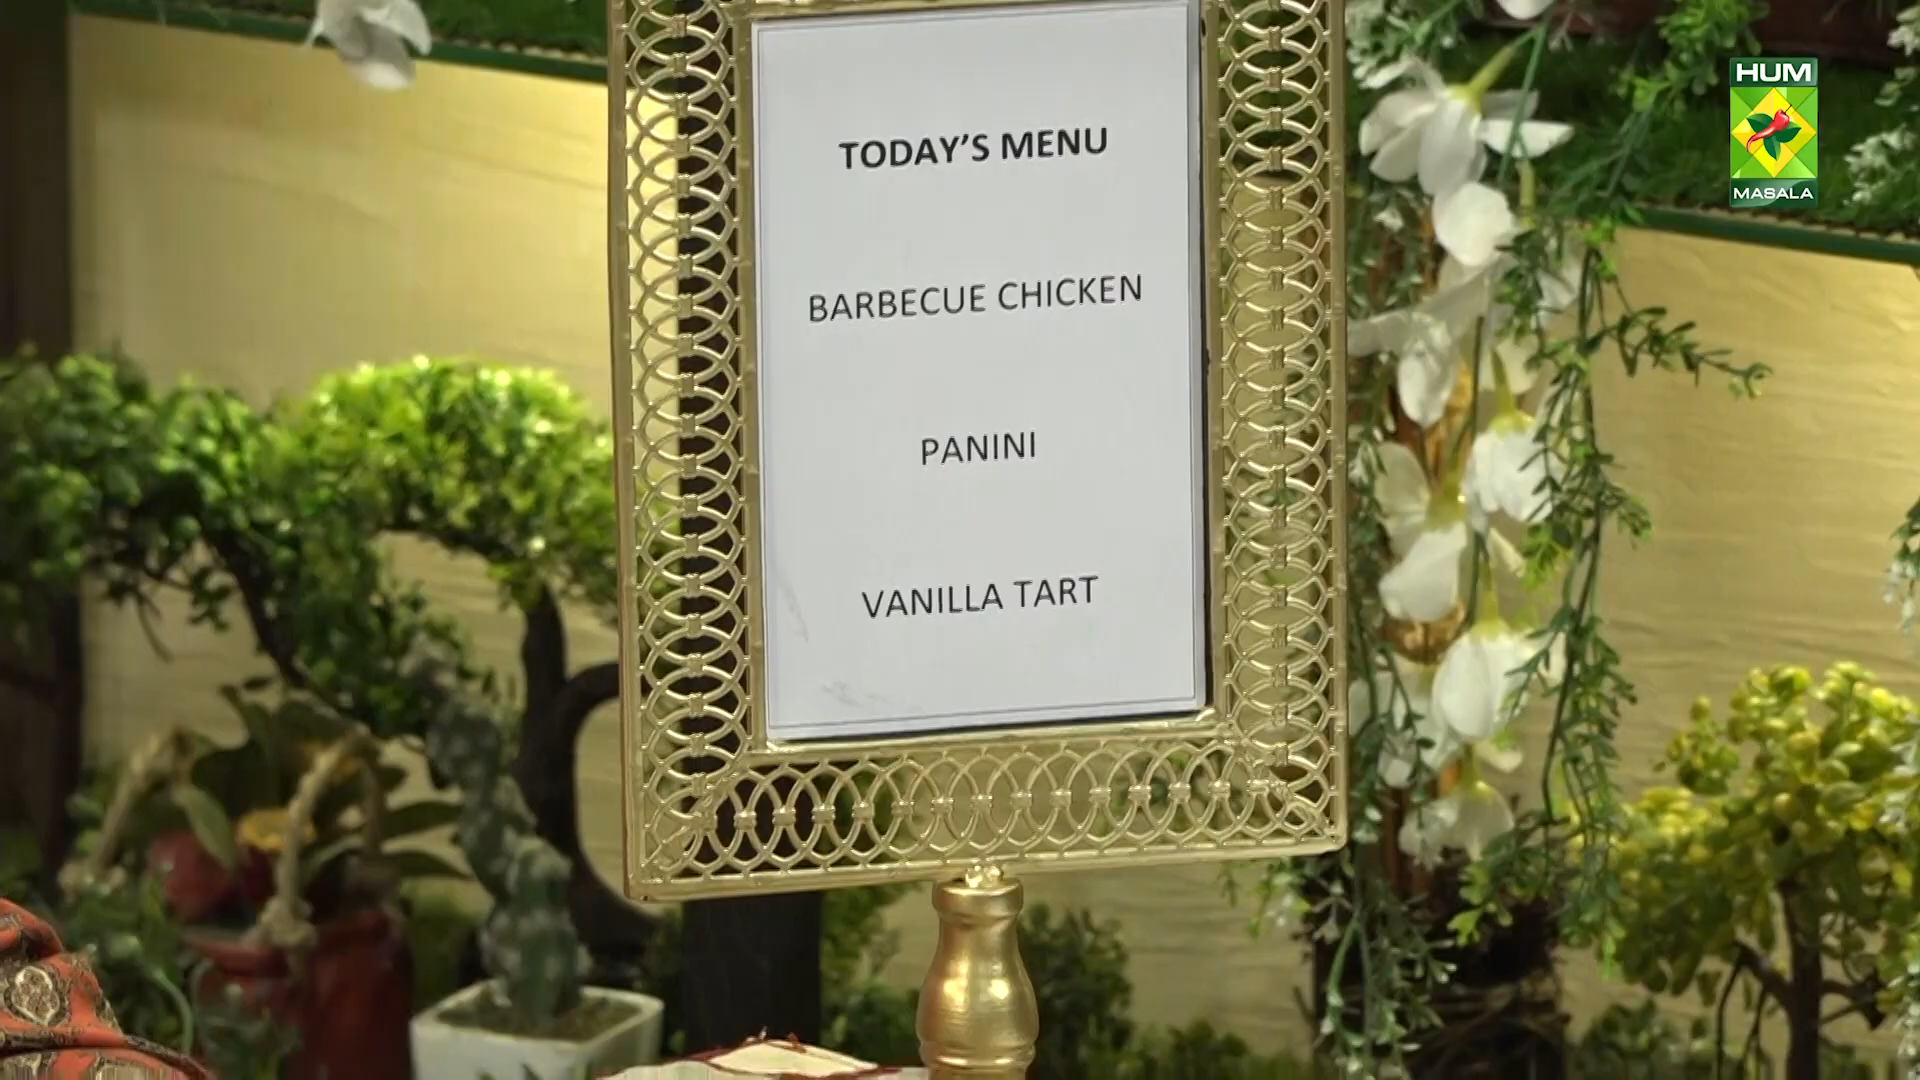 TODAY'S MENU
BARBECUE CHICKEN
PANINI
VANILLA TART
HUM
MASALA